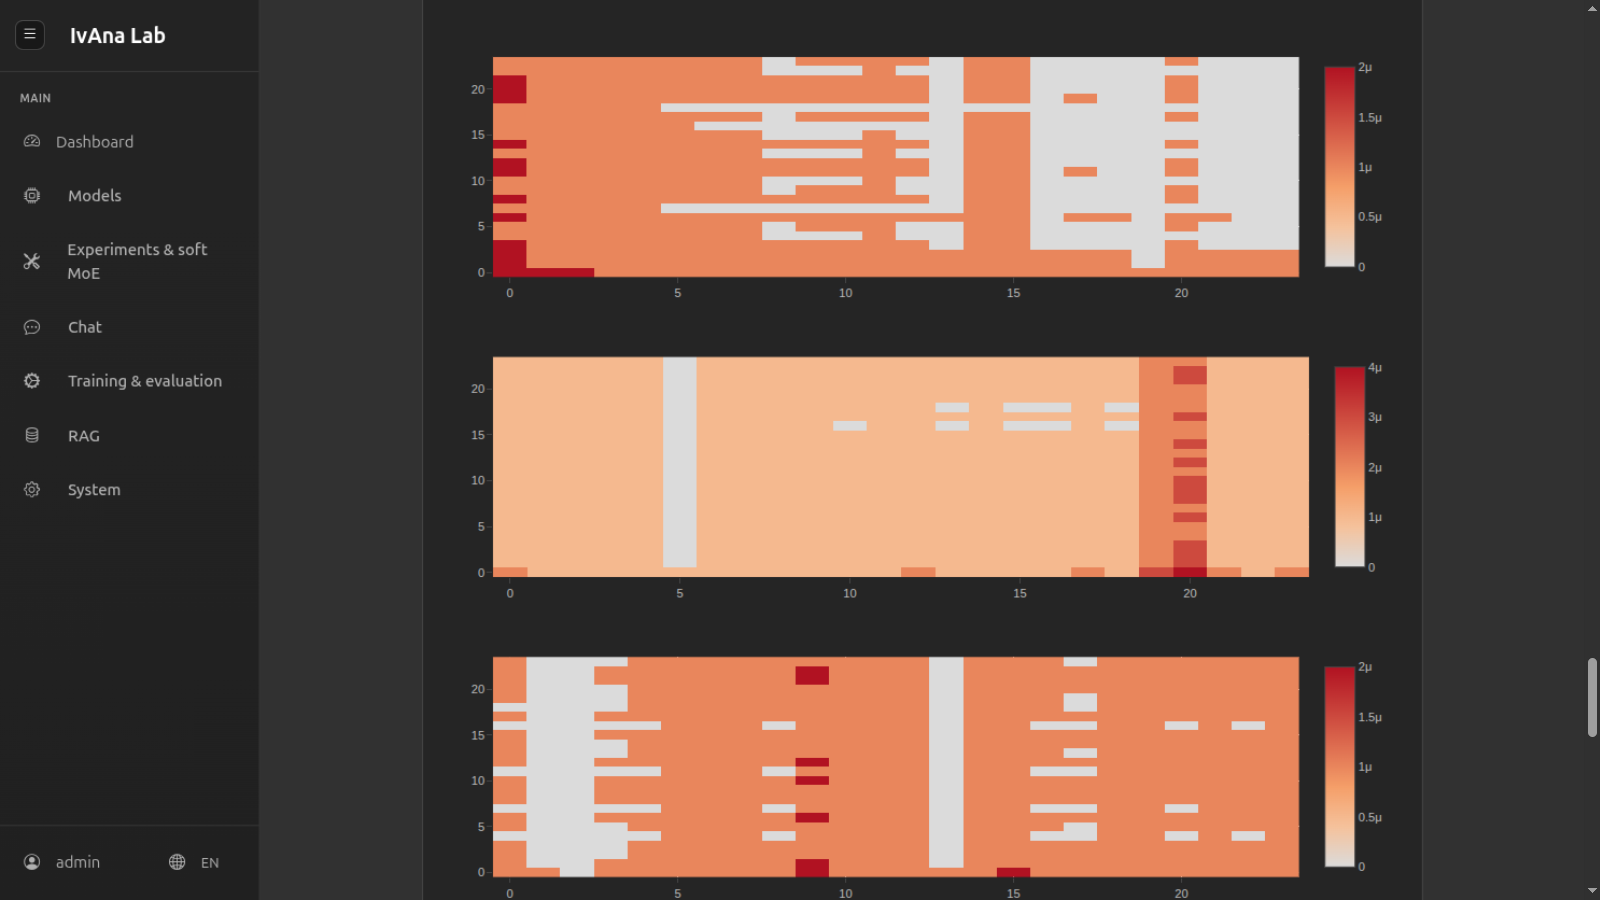 IvAna Lab
MAIN
Dashboard
Models
Experiments & soft
MoE
Chat
Training & evaluation
RAG
System
admin
EN
20
15
10
5
0
0
5
10
15
20
2µ
1.5µ
1µ
0.5µ
0
20
15
10
5
0
0
5
10
15
20
4µ
3µ
2µ
1µ
0
20
15
10
5
0
0
5
10
15
20
2µ
1.5µ
1µ
0.5µ
0